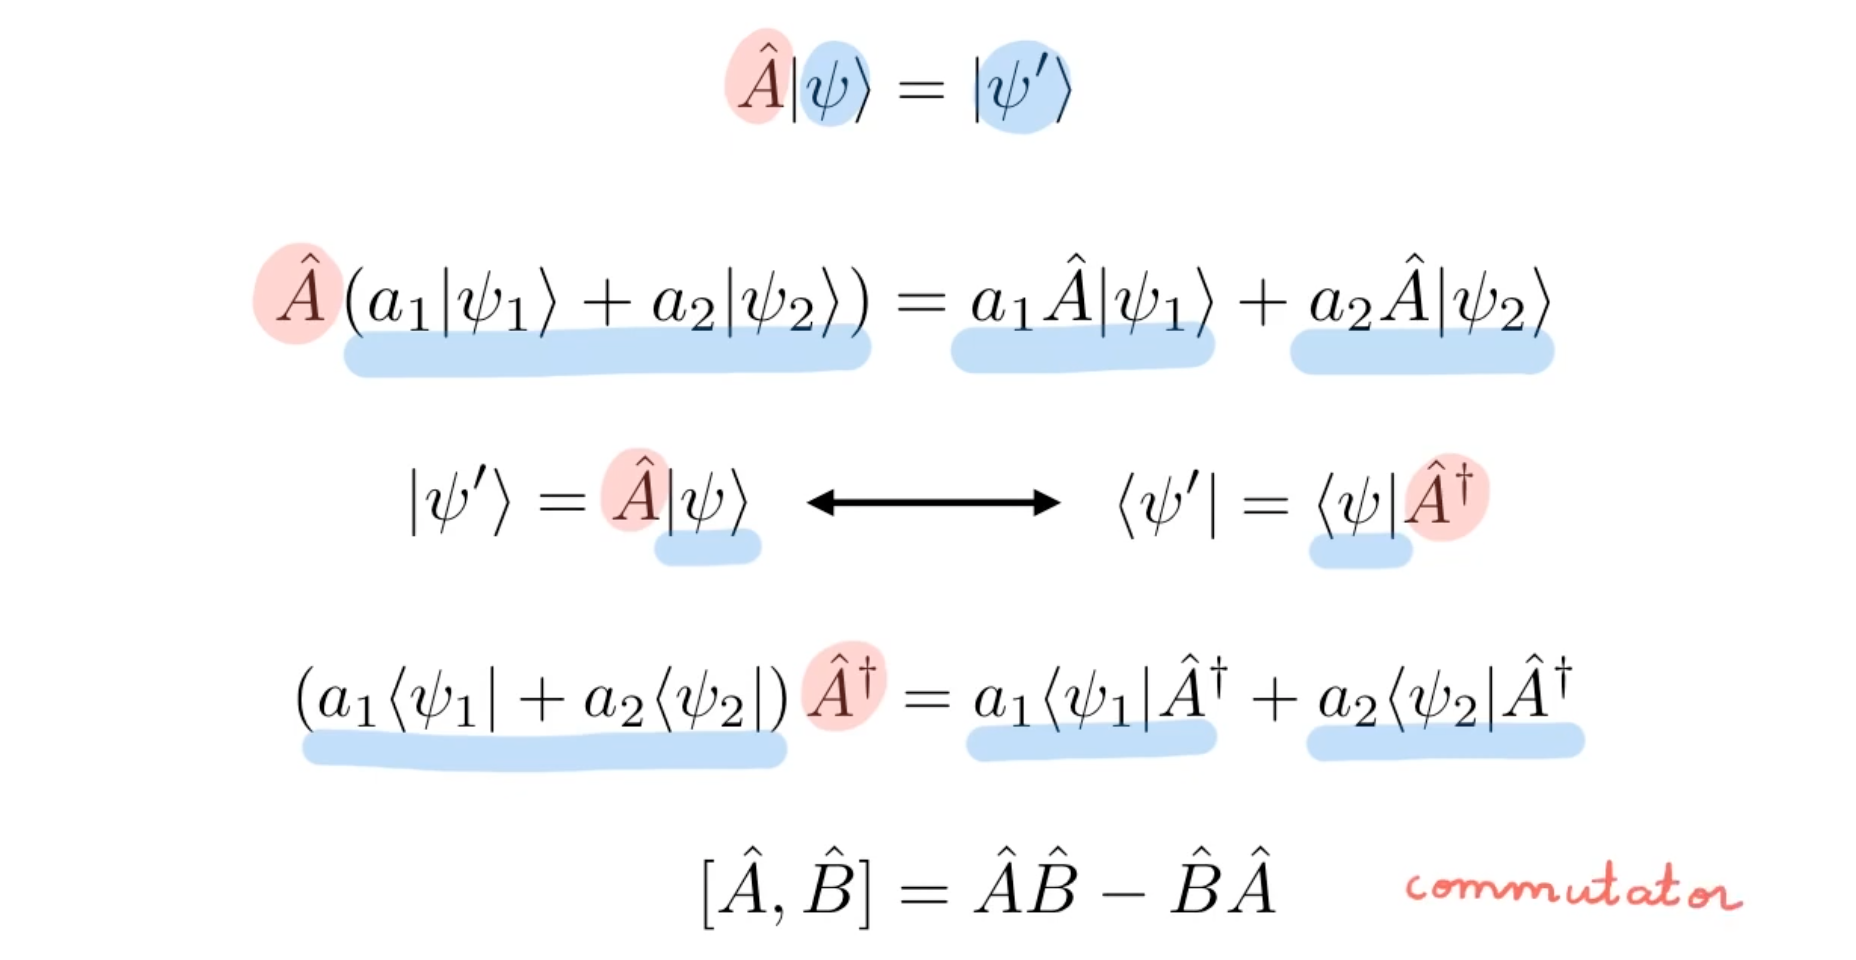 Â|ψ⟩ = |ψ′⟩
Â(a₁|ψ₁⟩ + a₂|ψ₂⟩) = a₁Â|ψ₁⟩ + a₂Â|ψ₂⟩
|ψ′⟩ = Â|ψ⟩ ⟷ ⟨ψ′| = ⟨ψ|Â†
(a₁⟨ψ₁| + a₂⟨ψ₂|) Â† = a₁⟨ψ₁|Â† + a₂⟨ψ₂|Â†
[Â, B̂] = ÂB̂ − B̂Â commutator